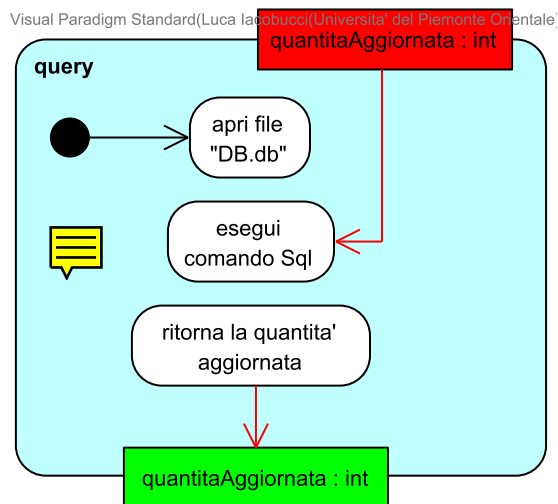 Visual Paradigm Standard(Luca Iacobucci(Universita' del Piemonte Orientale)
quantitaAggiornata : int
query
apri file
"DB.db"
esegui
comando Sql
ritorna la quantita'
aggiornata
quantitaAggiornata : int